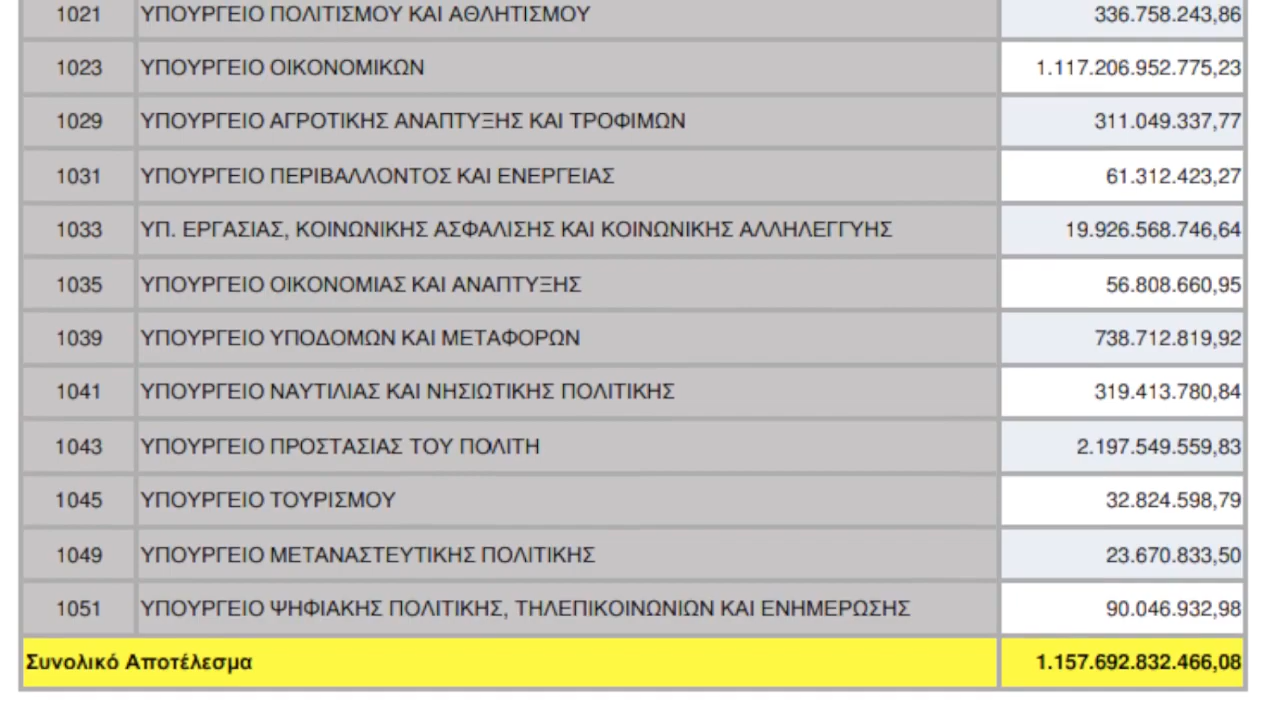 1021 ΥΠΟΥΡΓΕΙΟ ΠΟΛΙΤΙΣΜΟΥ ΚΑΙ ΑΘΛΗΤΙΣΜΟΥ 336.758.243,86
1023 ΥΠΟΥΡΓΕΙΟ ΟΙΚΟΝΟΜΙΚΩΝ 1.117.206.952.775,23
1029 ΥΠΟΥΡΓΕΙΟ ΑΓΡΟΤΙΚΗΣ ΑΝΑΠΤΥΞΗΣ ΚΑΙ ΤΡΟΦΙΜΩΝ 311.049.337,77
1031 ΥΠΟΥΡΓΕΙΟ ΠΕΡΙΒΑΛΛΟΝΤΟΣ ΚΑΙ ΕΝΕΡΓΕΙΑΣ 61.312.423,27
1033 ΥΠ. ΕΡΓΑΣΙΑΣ, ΚΟΙΝΩΝΙΚΗΣ ΑΣΦΑΛΙΣΗΣ ΚΑΙ ΚΟΙΝΩΝΙΚΗΣ ΑΛΛΗΛΕΓΓΥΗΣ 19.926.568.746,64
1035 ΥΠΟΥΡΓΕΙΟ ΟΙΚΟΝΟΜΙΑΣ ΚΑΙ ΑΝΑΠΤΥΞΗΣ 56.808.660,95
1039 ΥΠΟΥΡΓΕΙΟ ΥΠΟΔΟΜΩΝ ΚΑΙ ΜΕΤΑΦΟΡΩΝ 738.712.819,92
1041 ΥΠΟΥΡΓΕΙΟ ΝΑΥΤΙΛΙΑΣ ΚΑΙ ΝΗΣΙΩΤΙΚΗΣ ΠΟΛΙΤΙΚΗΣ 319.413.780,84
1043 ΥΠΟΥΡΓΕΙΟ ΠΡΟΣΤΑΣΙΑΣ ΤΟΥ ΠΟΛΙΤΗ 2.197.549.559,83
1045 ΥΠΟΥΡΓΕΙΟ ΤΟΥΡΙΣΜΟΥ 32.824.598,79
1049 ΥΠΟΥΡΓΕΙΟ ΜΕΤΑΝΑΣΤΕΥΤΙΚΗΣ ΠΟΛΙΤΙΚΗΣ 23.670.833,50
1051 ΥΠΟΥΡΓΕΙΟ ΨΗΦΙΑΚΗΣ ΠΟΛΙΤΙΚΗΣ, ΤΗΛΕΠΙΚΟΙΝΩΝΙΩΝ ΚΑΙ ΕΝΗΜΕΡΩΣΗΣ 90.046.932,98
Συνολικό Αποτέλεσμα 1.157.692.832.466,08